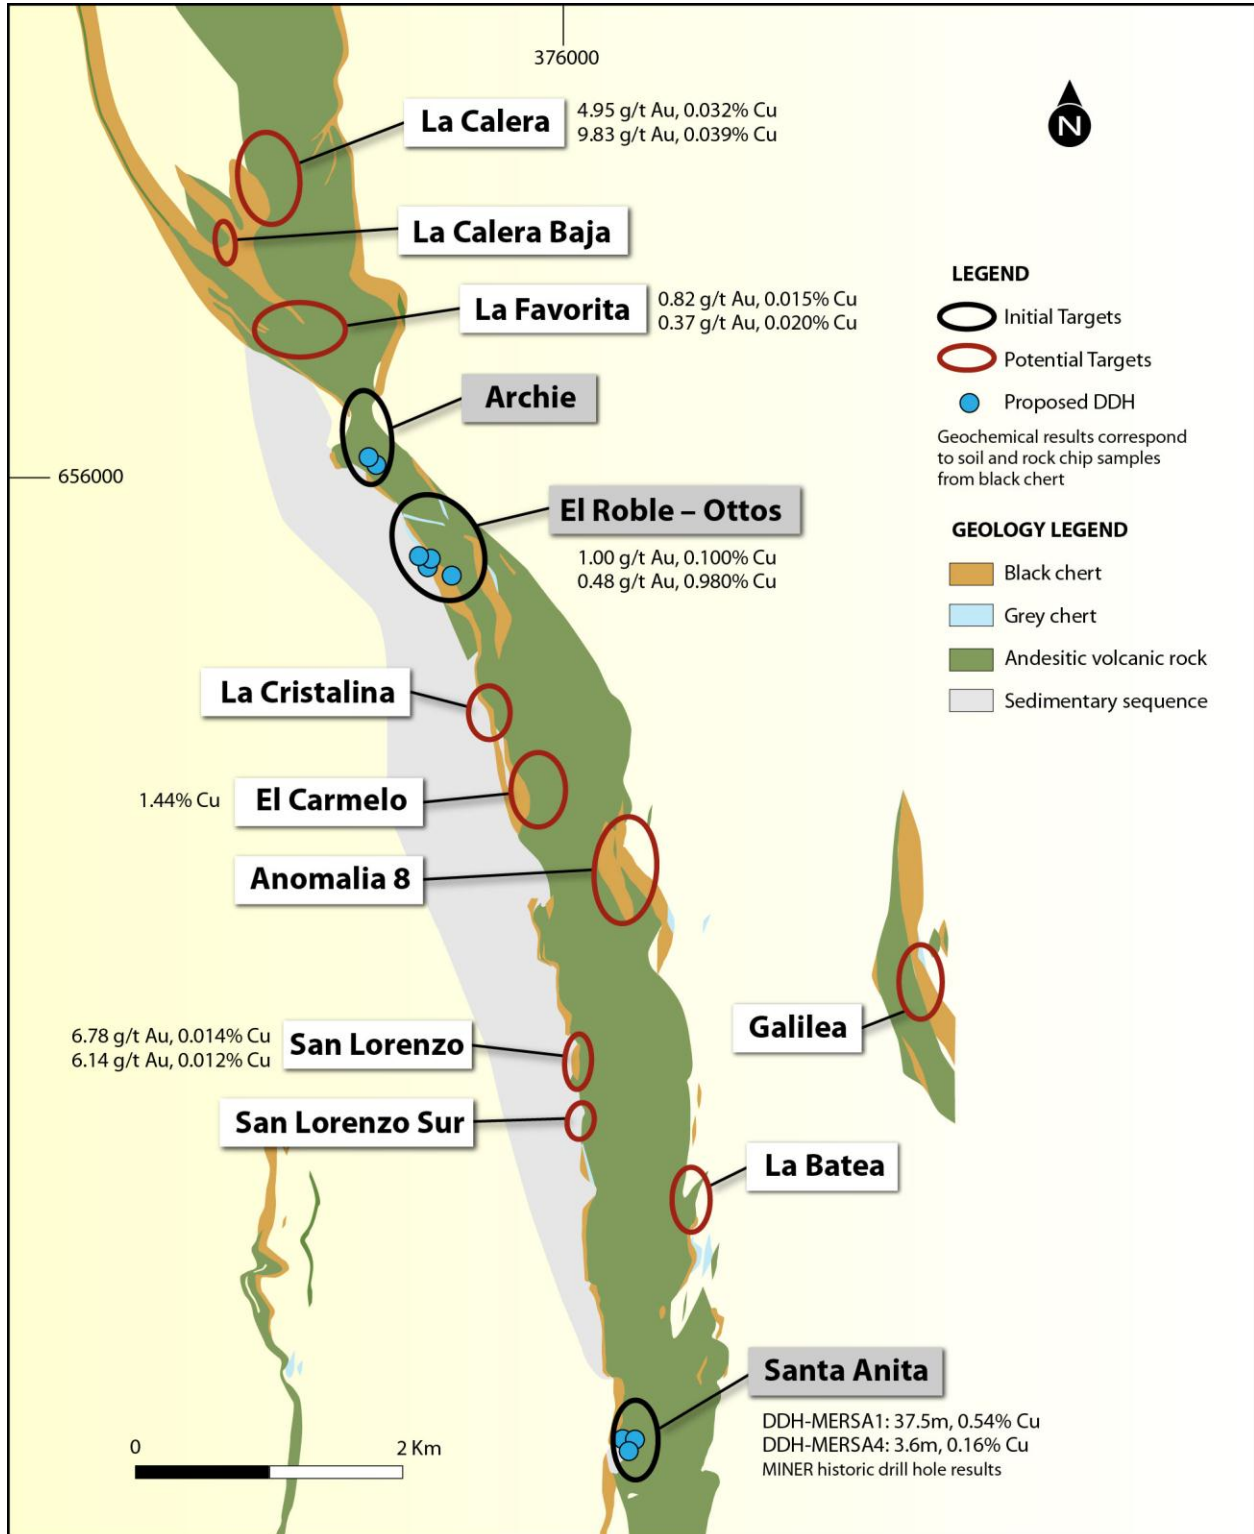 376000
N
La Calera
4.95 g/t Au, 0.032% Cu
9.83 g/t Au, 0.039% Cu
La Calera Baja
La Favorita
0.82 g/t Au, 0.015% Cu
0.37 g/t Au, 0.020% Cu
LEGEND
Initial Targets
Potential Targets
Proposed DDH
Geochemical results correspond
to soil and rock chip samples
from black chert
Archie
656000
El Roble – Ottos
1.00 g/t Au, 0.100% Cu
0.48 g/t Au, 0.980% Cu
GEOLOGY LEGEND
Black chert
Grey chert
Andesitic volcanic rock
Sedimentary sequence
La Cristalina
1.44% Cu
El Carmelo
Anomalia 8
Galilea
6.78 g/t Au, 0.014% Cu
6.14 g/t Au, 0.012% Cu
San Lorenzo
San Lorenzo Sur
La Batea
Santa Anita
DDH-MERSA1: 37.5m, 0.54% Cu
DDH-MERSA4: 3.6m, 0.16% Cu
MINER historic drill hole results
0
2 Km